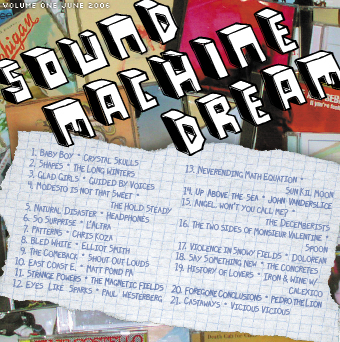 VOLUME ONE JUNE 2006
SOUND
MACHINE
DREAM
1. BABY BOY * CRYSTAL SKULLS
2. SHAPES * THE LONG WINTERS
3. GLAD GIRLS * GUIDED BY VOICES
4. MODESTO IS NOT THAT SWEET *
THE HOLD STEADY
5. NATURAL DISASTER * HEADPHONES
6. SO SURPRISE * L'ALTRA
7. PATTERNS * CHRIS KOZA
8. BLED WHITE * ELLIOT SMITH
9. THE COMEBACK * SHOUT OUT LOUDS
10. EAST COAST E. * MATT POND PA
11. STRANGE POWERS * THE MAGNETIC FIELDS
12. EYES LIKE SPARKS * PAUL WESTERBERG
13. NEVERENDING MATH EQUATION *
SUN KIL MOON
14. UP ABOVE THE SEA * JOHN VANDERSLICE
15. ANGEL, WON'T YOU CALL ME? *
THE DECEMBERISTS
16. THE TWO SIDES OF MONSIEUR VALENTINE *
SPOON
17. VIOLENCE IN SNOWY FIELDS * DOLOREAN
18. SAY SOMETHING NEW * THE CONCRETES
19. HISTORY OF LOVERS * IRON & WINE W/
CALEXICO
20. FOREGONE CONCLUSIONS * PEDRO THE LION
21. CASTAWAYS * VICIOUS VICIOUS